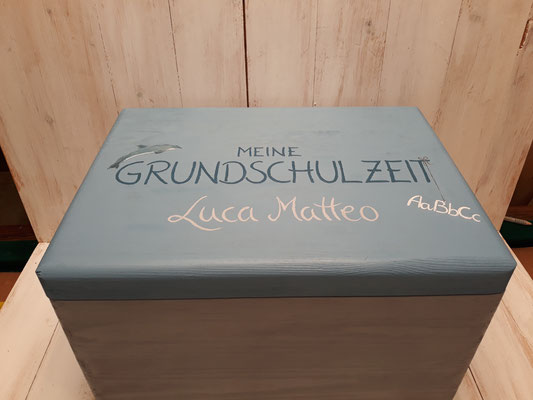 MEINE
GRUNDSCHULZEIT
Luca Matteo
AaBbCc